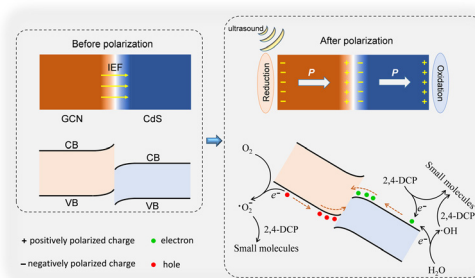 Before polarization
IEF
GCN
CdS
CB
CB
VB
VB
+ positively polarized charge
electron
− negatively polarized charge
hole
ultrasound
After polarization
Reduction
P
P
Oxidation
O₂
e⁻
·O₂⁻
2,4-DCP
Small molecules
Small molecules
2,4-DCP
e⁻
2,4-DCP
·OH
e⁻
H₂O